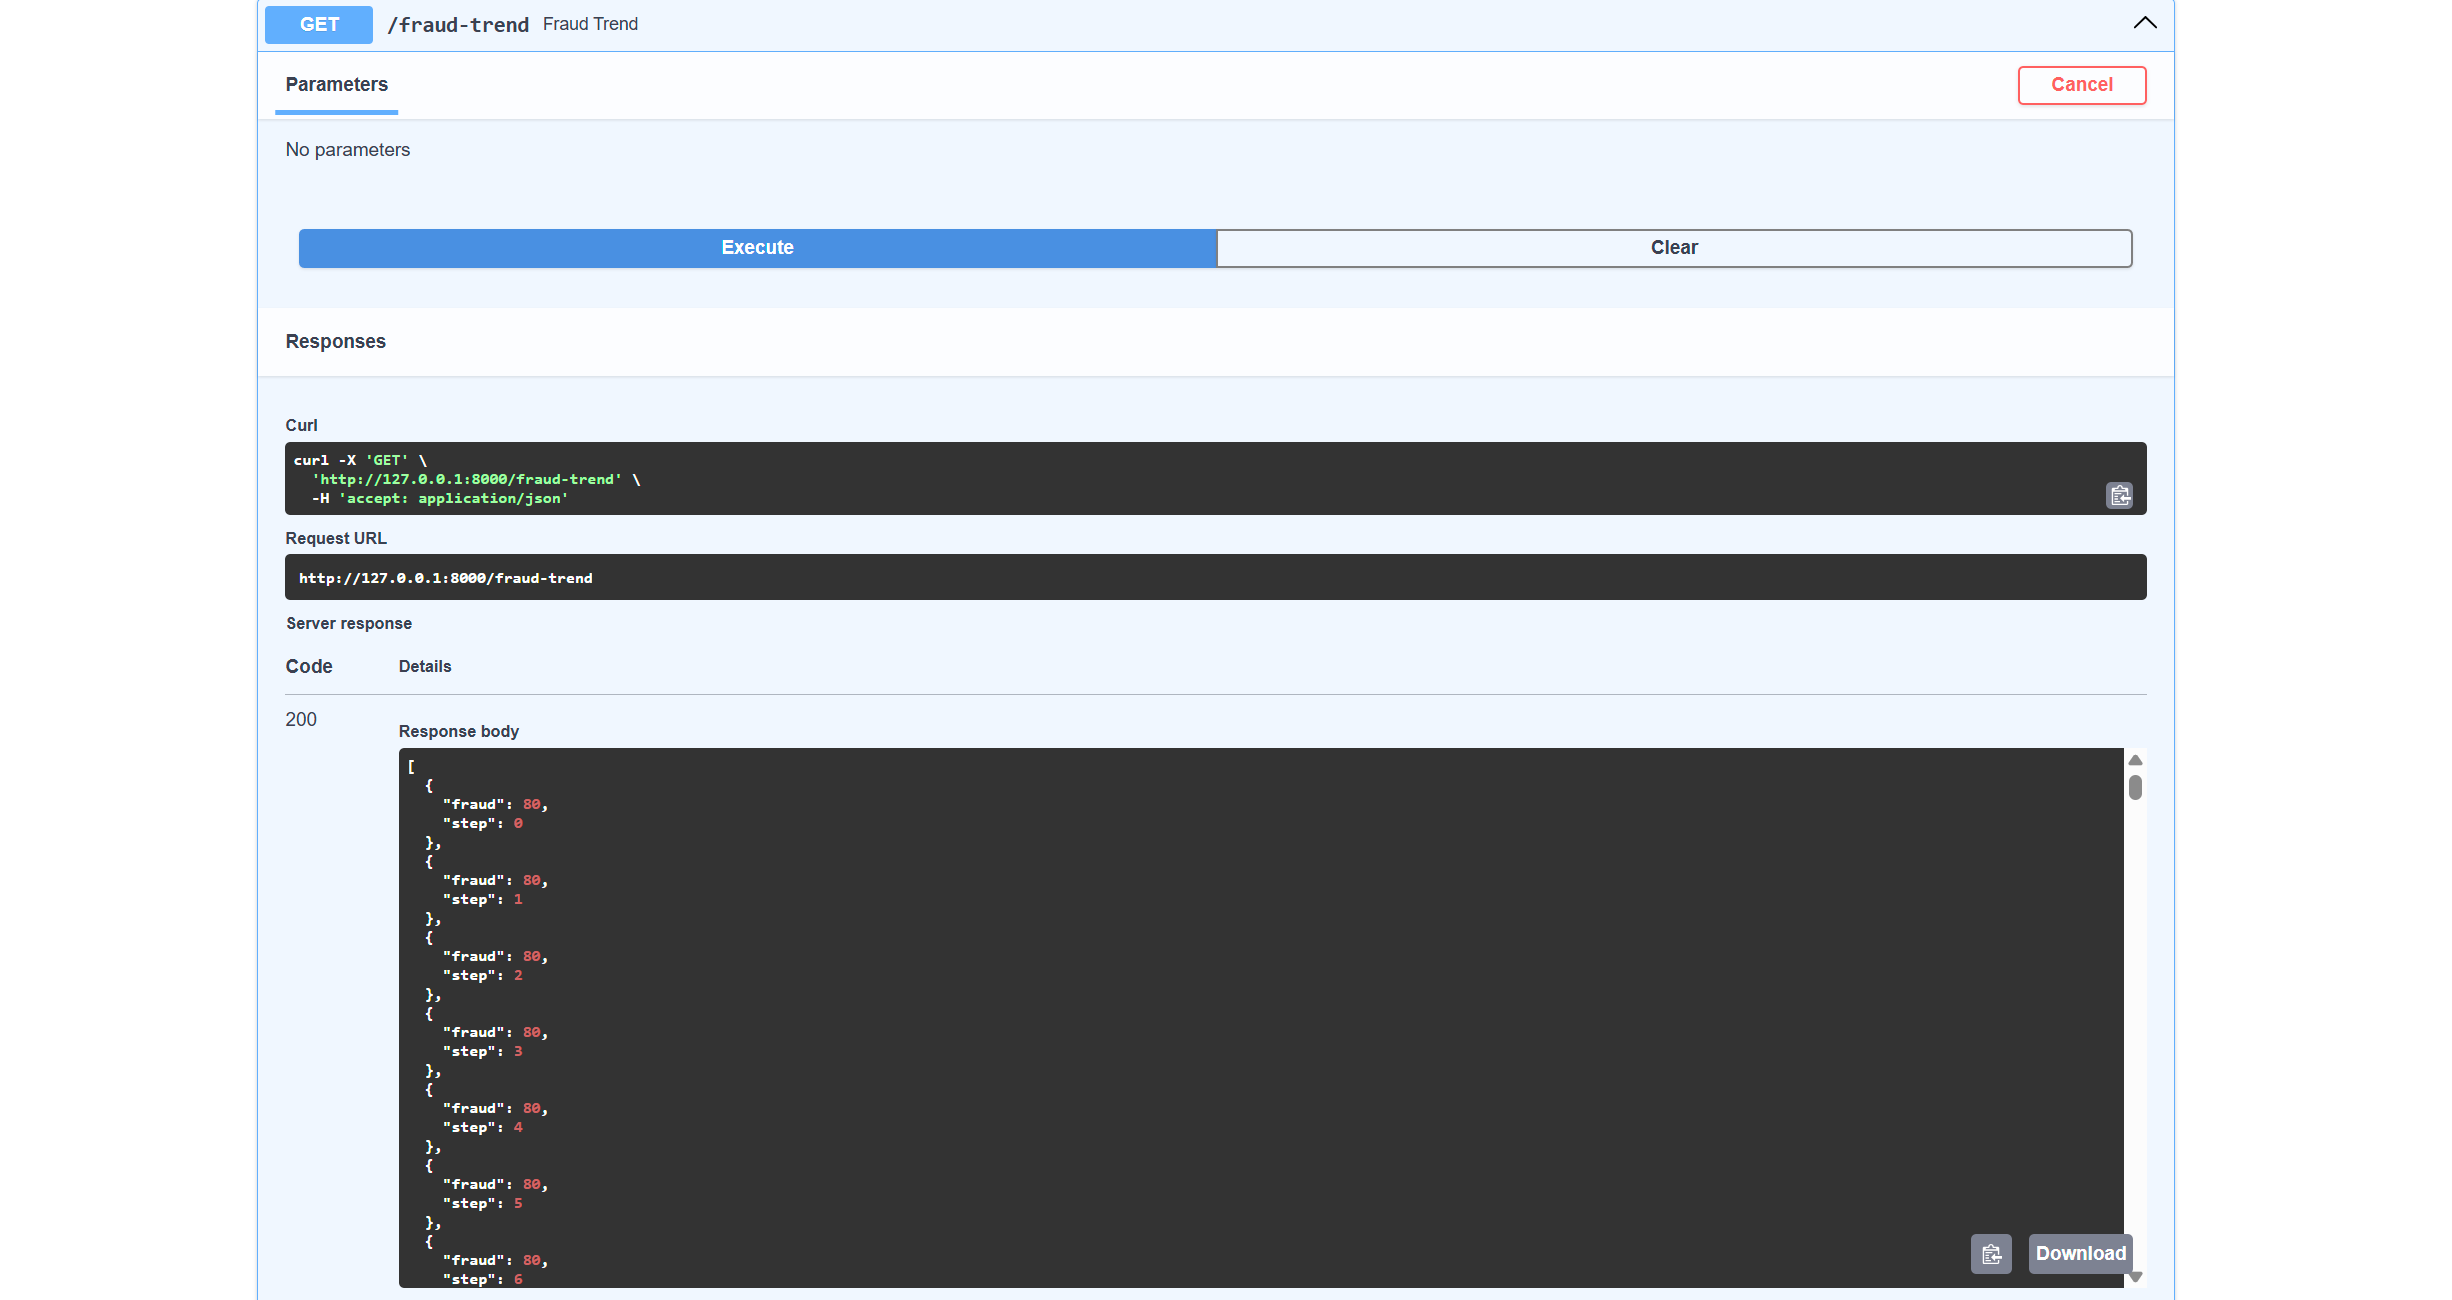 GET /fraud-trend Fraud Trend
Parameters
Cancel
No parameters
Execute
Clear
Responses
Curl
curl -X 'GET' \
  'http://127.0.0.1:8000/fraud-trend' \
  -H 'accept: application/json'
Request URL
http://127.0.0.1:8000/fraud-trend
Server response
Code Details
200
Response body
[
  {
    "fraud": 80,
    "step": 0
  },
  {
    "fraud": 80,
    "step": 1
  },
  {
    "fraud": 80,
    "step": 2
  },
  {
    "fraud": 80,
    "step": 3
  },
  {
    "fraud": 80,
    "step": 4
  },
  {
    "fraud": 80,
    "step": 5
  },
  {
    "fraud": 80,
    "step": 6
Download